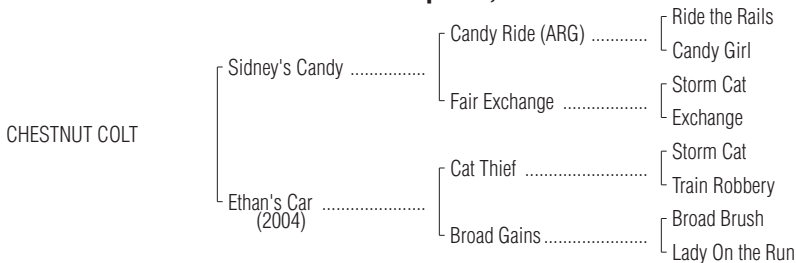 Ride the Rails
Candy Ride (ARG) ............
Candy Girl
Sidney's Candy ................
Storm Cat
Fair Exchange ..................
Exchange
CHESTNUT COLT
Storm Cat
Cat Thief ..........................
Train Robbery
Ethan's Car ......................
(2004)
Broad Brush
Broad Gains......................
Lady On the Run